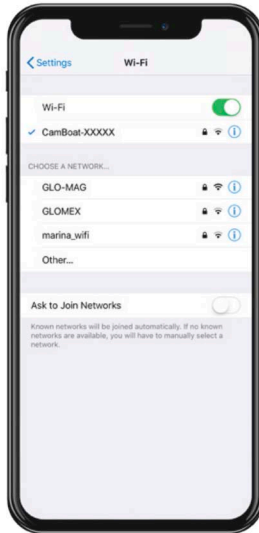 Settings
Wi-Fi
Wi-Fi
CamBoat-XXXXX
CHOOSE A NETWORK...
GLO-MAG
GLOMEX
marina_wifi
Other...
Ask to Join Networks
Known networks will be joined automatically. If no known
networks are available, you will have to manually select a
network.